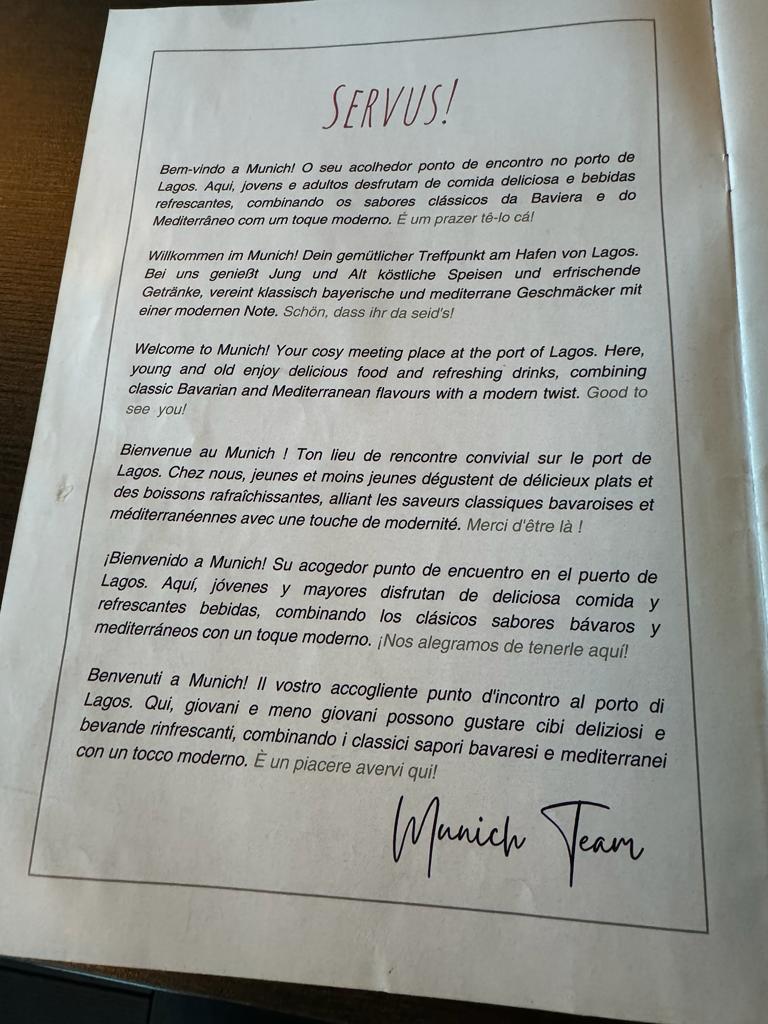 SERVUS!
Bem-vindo a Munich! O seu acolhedor ponto de encontro no porto de
Lagos. Aqui, jovens e adultos desfrutam de comida deliciosa e bebidas
refrescantes, combinando os sabores clássicos da Baviera e do
Mediterrâneo com um toque moderno. É um prazer tê-lo cá!
Willkommen im Munich! Dein gemütlicher Treffpunkt am Hafen von Lagos.
Bei uns genießt Jung und Alt köstliche Speisen und erfrischende
Getränke, vereint klassisch bayerische und mediterrane Geschmäcker mit
einer modernen Note. Schön, dass ihr da seid's!
Welcome to Munich! Your cosy meeting place at the port of Lagos. Here,
young and old enjoy delicious food and refreshing drinks, combining
classic Bavarian and Mediterranean flavours with a modern twist. Good to
see you!
Bienvenue au Munich ! Ton lieu de rencontre convivial sur le port de
Lagos. Chez nous, jeunes et moins jeunes dégustent de délicieux plats et
des boissons rafraîchissantes, alliant les saveurs classiques bavaroises et
méditerranéennes avec une touche de modernité. Merci d'être là !
¡Bienvenido a Munich! Su acogedor punto de encuentro en el puerto de
Lagos. Aquí, jóvenes y mayores disfrutan de deliciosa comida y
refrescantes bebidas, combinando los clásicos sabores bávaros y
mediterráneos con un toque moderno. ¡Nos alegramos de tenerle aquí!
Benvenuti a Munich! Il vostro accogliente punto d'incontro al porto di
Lagos. Qui, giovani e meno giovani possono gustare cibi deliziosi e
bevande rinfrescanti, combinando i classici sapori bavaresi e mediterranei
con un tocco moderno. È un piacere avervi qui!
Munich Team